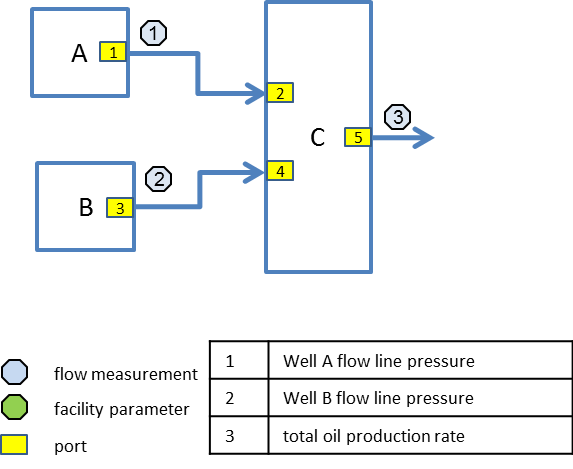 A
1
1
2
C
5
3
4
B
3
2
flow measurement
facility parameter
port
1 Well A flow line pressure
2 Well B flow line pressure
3 total oil production rate